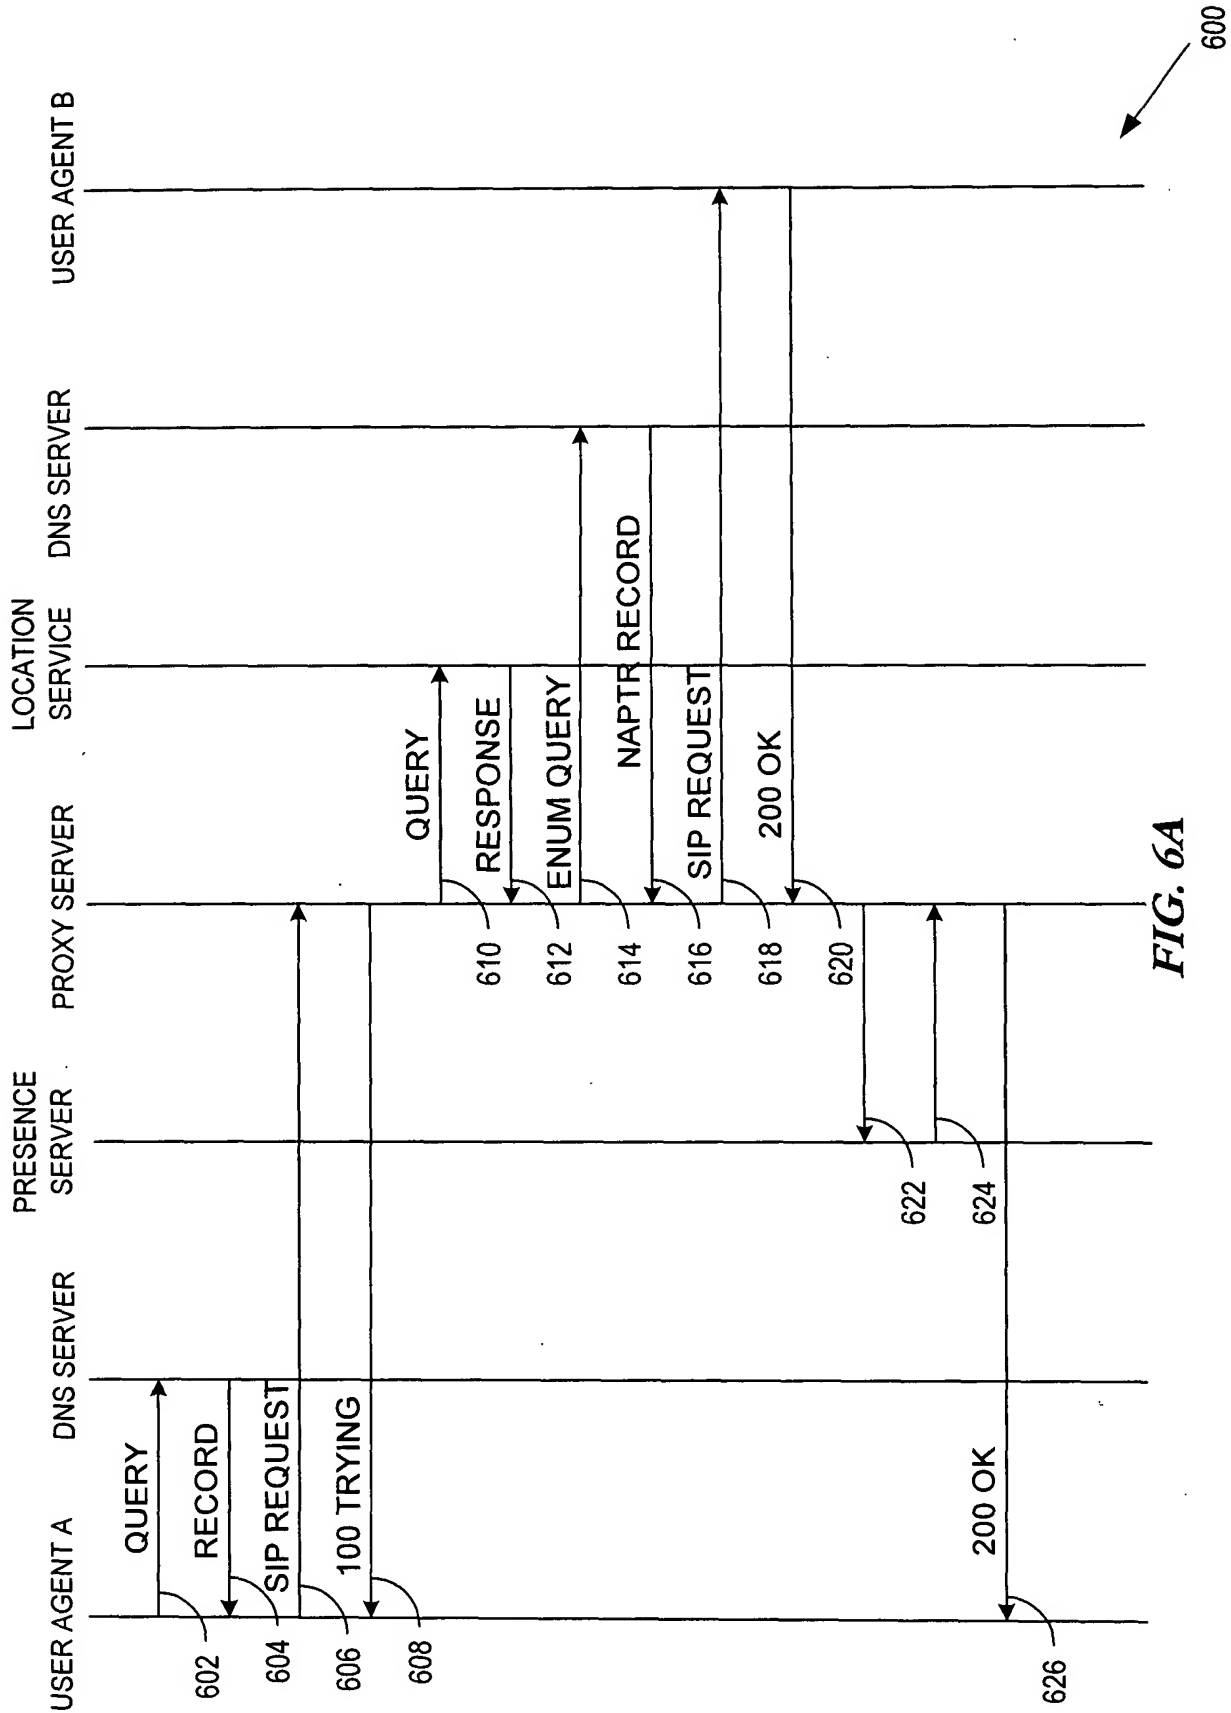 USER AGENT A
DNS SERVER
PRESENCE
SERVER
PROXY SERVER
LOCATION
SERVICE
DNS SERVER
USER AGENT B
QUERY
602
RECORD
604
SIP REQUEST
606
100 TRYING
608
QUERY
610
RESPONSE
612
ENUM QUERY
614
NAPTR RECORD
616
SIP REQUEST
618
200 OK
620
622
624
200 OK
626
600
FIG. 6A